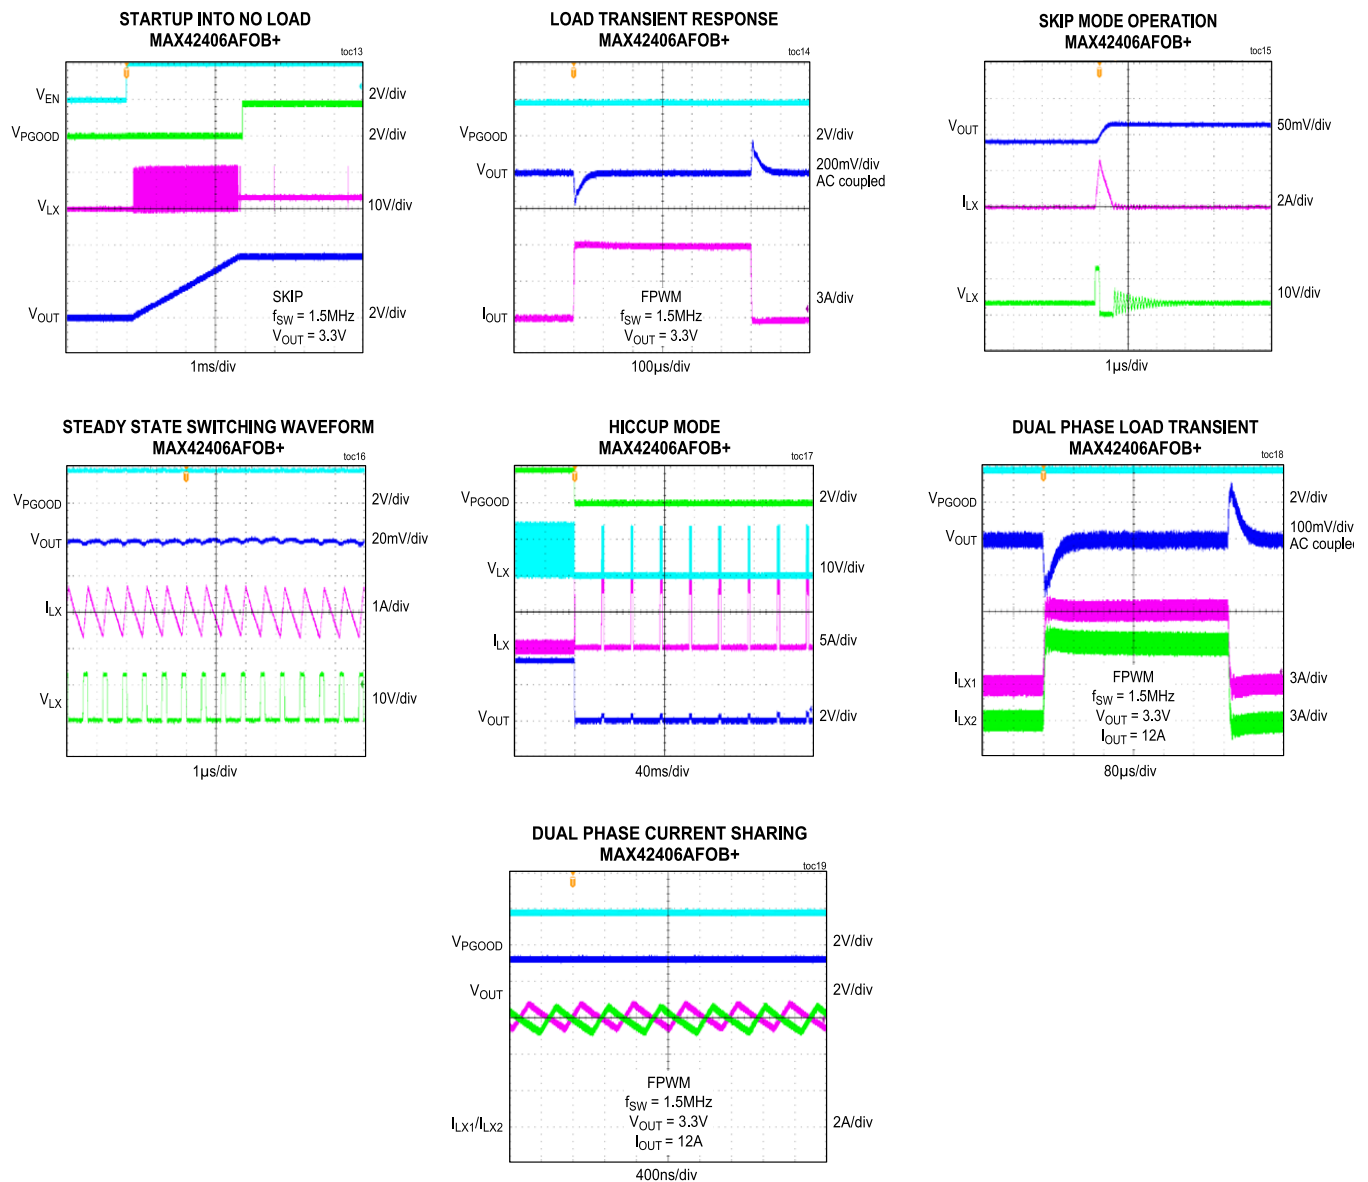 STARTUP INTO NO LOAD
MAX42406AFOB+
toc13
VEN
2V/div
VPGOOD
2V/div
VLX
10V/div
SKIP
fSW = 1.5MHz
VOUT = 3.3V
VOUT
2V/div
1ms/div
LOAD TRANSIENT RESPONSE
MAX42406AFOB+
toc14
VPGOOD
2V/div
VOUT
200mV/div
AC coupled
FPWM
fSW = 1.5MHz
VOUT = 3.3V
IOUT
3A/div
100µs/div
SKIP MODE OPERATION
MAX42406AFOB+
toc15
VOUT
50mV/div
ILX
2A/div
VLX
10V/div
1µs/div
STEADY STATE SWITCHING WAVEFORM
MAX42406AFOB+
toc16
VPGOOD
2V/div
VOUT
20mV/div
ILX
1A/div
VLX
10V/div
1µs/div
HICCUP MODE
MAX42406AFOB+
toc17
VPGOOD
2V/div
VLX
10V/div
ILX
5A/div
VOUT
2V/div
40ms/div
DUAL PHASE LOAD TRANSIENT
MAX42406AFOB+
toc18
VPGOOD
2V/div
VOUT
100mV/div
AC coupled
ILX1
3A/div
ILX2
3A/div
FPWM
fSW = 1.5MHz
VOUT = 3.3V
IOUT = 12A
80µs/div
DUAL PHASE CURRENT SHARING
MAX42406AFOB+
toc19
VPGOOD
2V/div
VOUT
2V/div
FPWM
fSW = 1.5MHz
VOUT = 3.3V
IOUT = 12A
ILX1/ILX2
2A/div
400ns/div